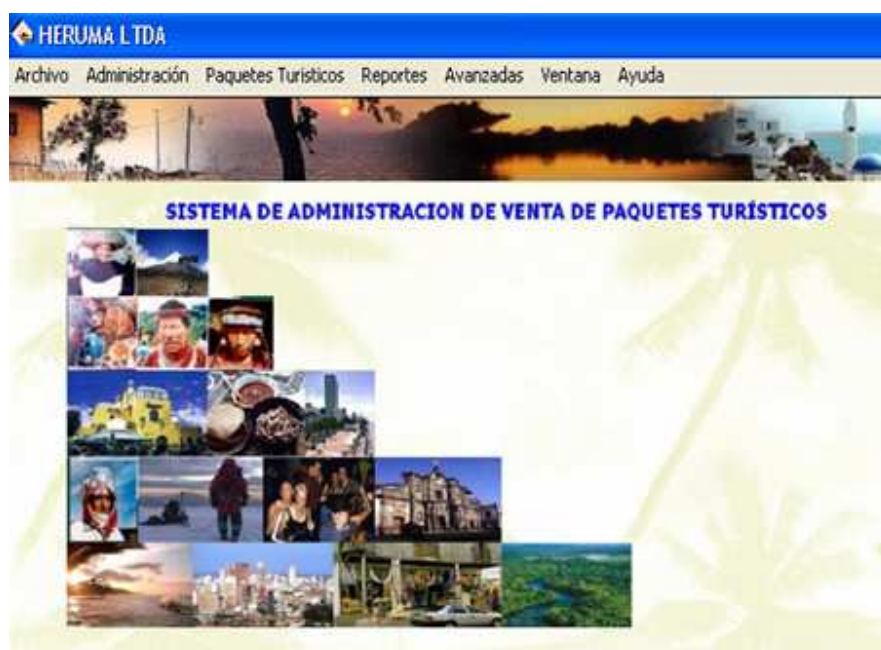 HERUMA LTDA
Archivo Administración Paquetes Turisticos Reportes Avanzadas Ventana Ayuda
SISTEMA DE ADMINISTRACION DE VENTA DE PAQUETES TURÍSTICOS